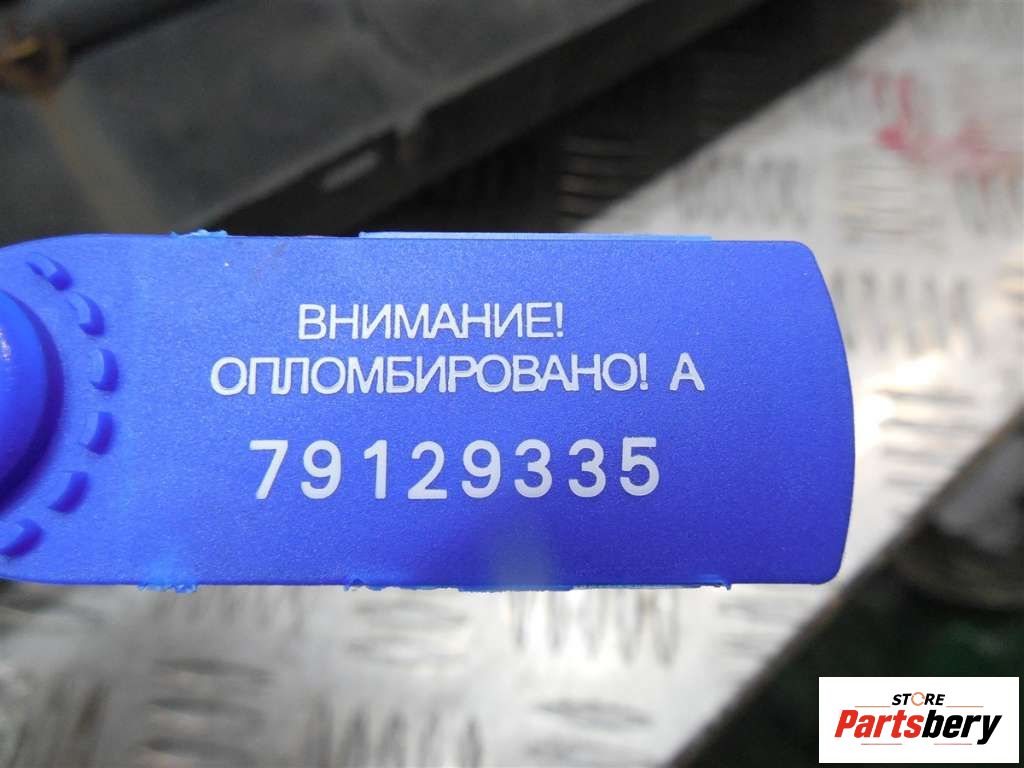 ВНИМАНИЕ!
ОПЛОМБИРОВАНО! А
79129335
STORE
Partsbery